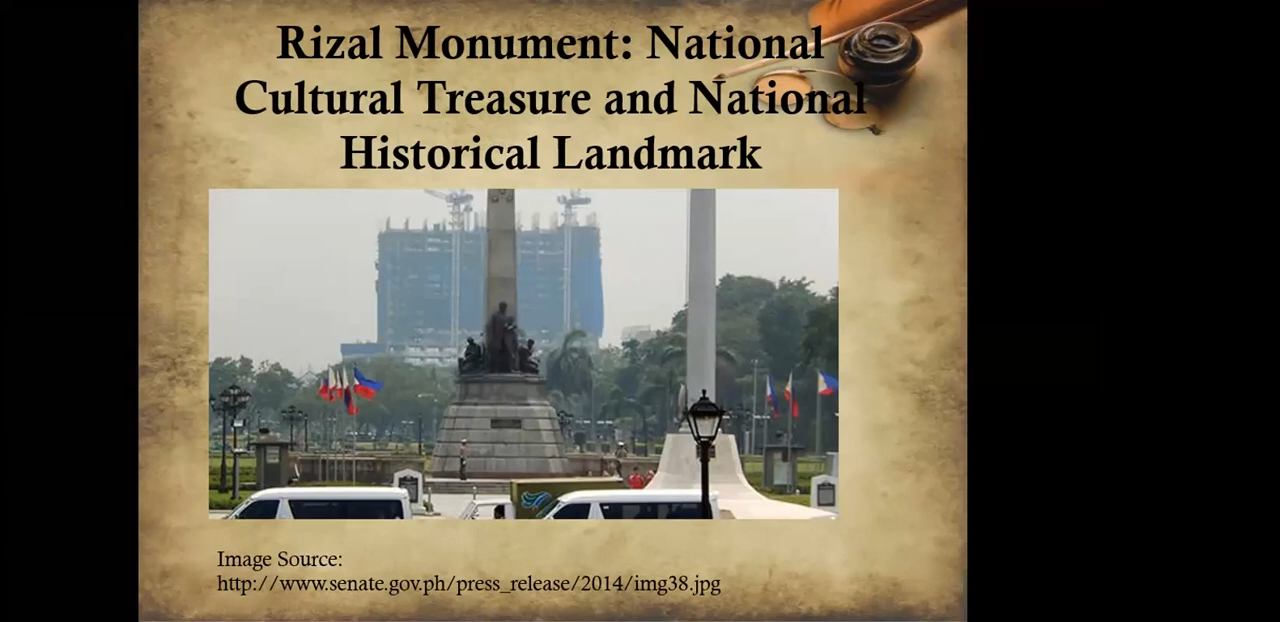 Rizal Monument: National
Cultural Treasure and National
Historical Landmark
Image Source:
http://www.senate.gov.ph/press_release/2014/img38.jpg